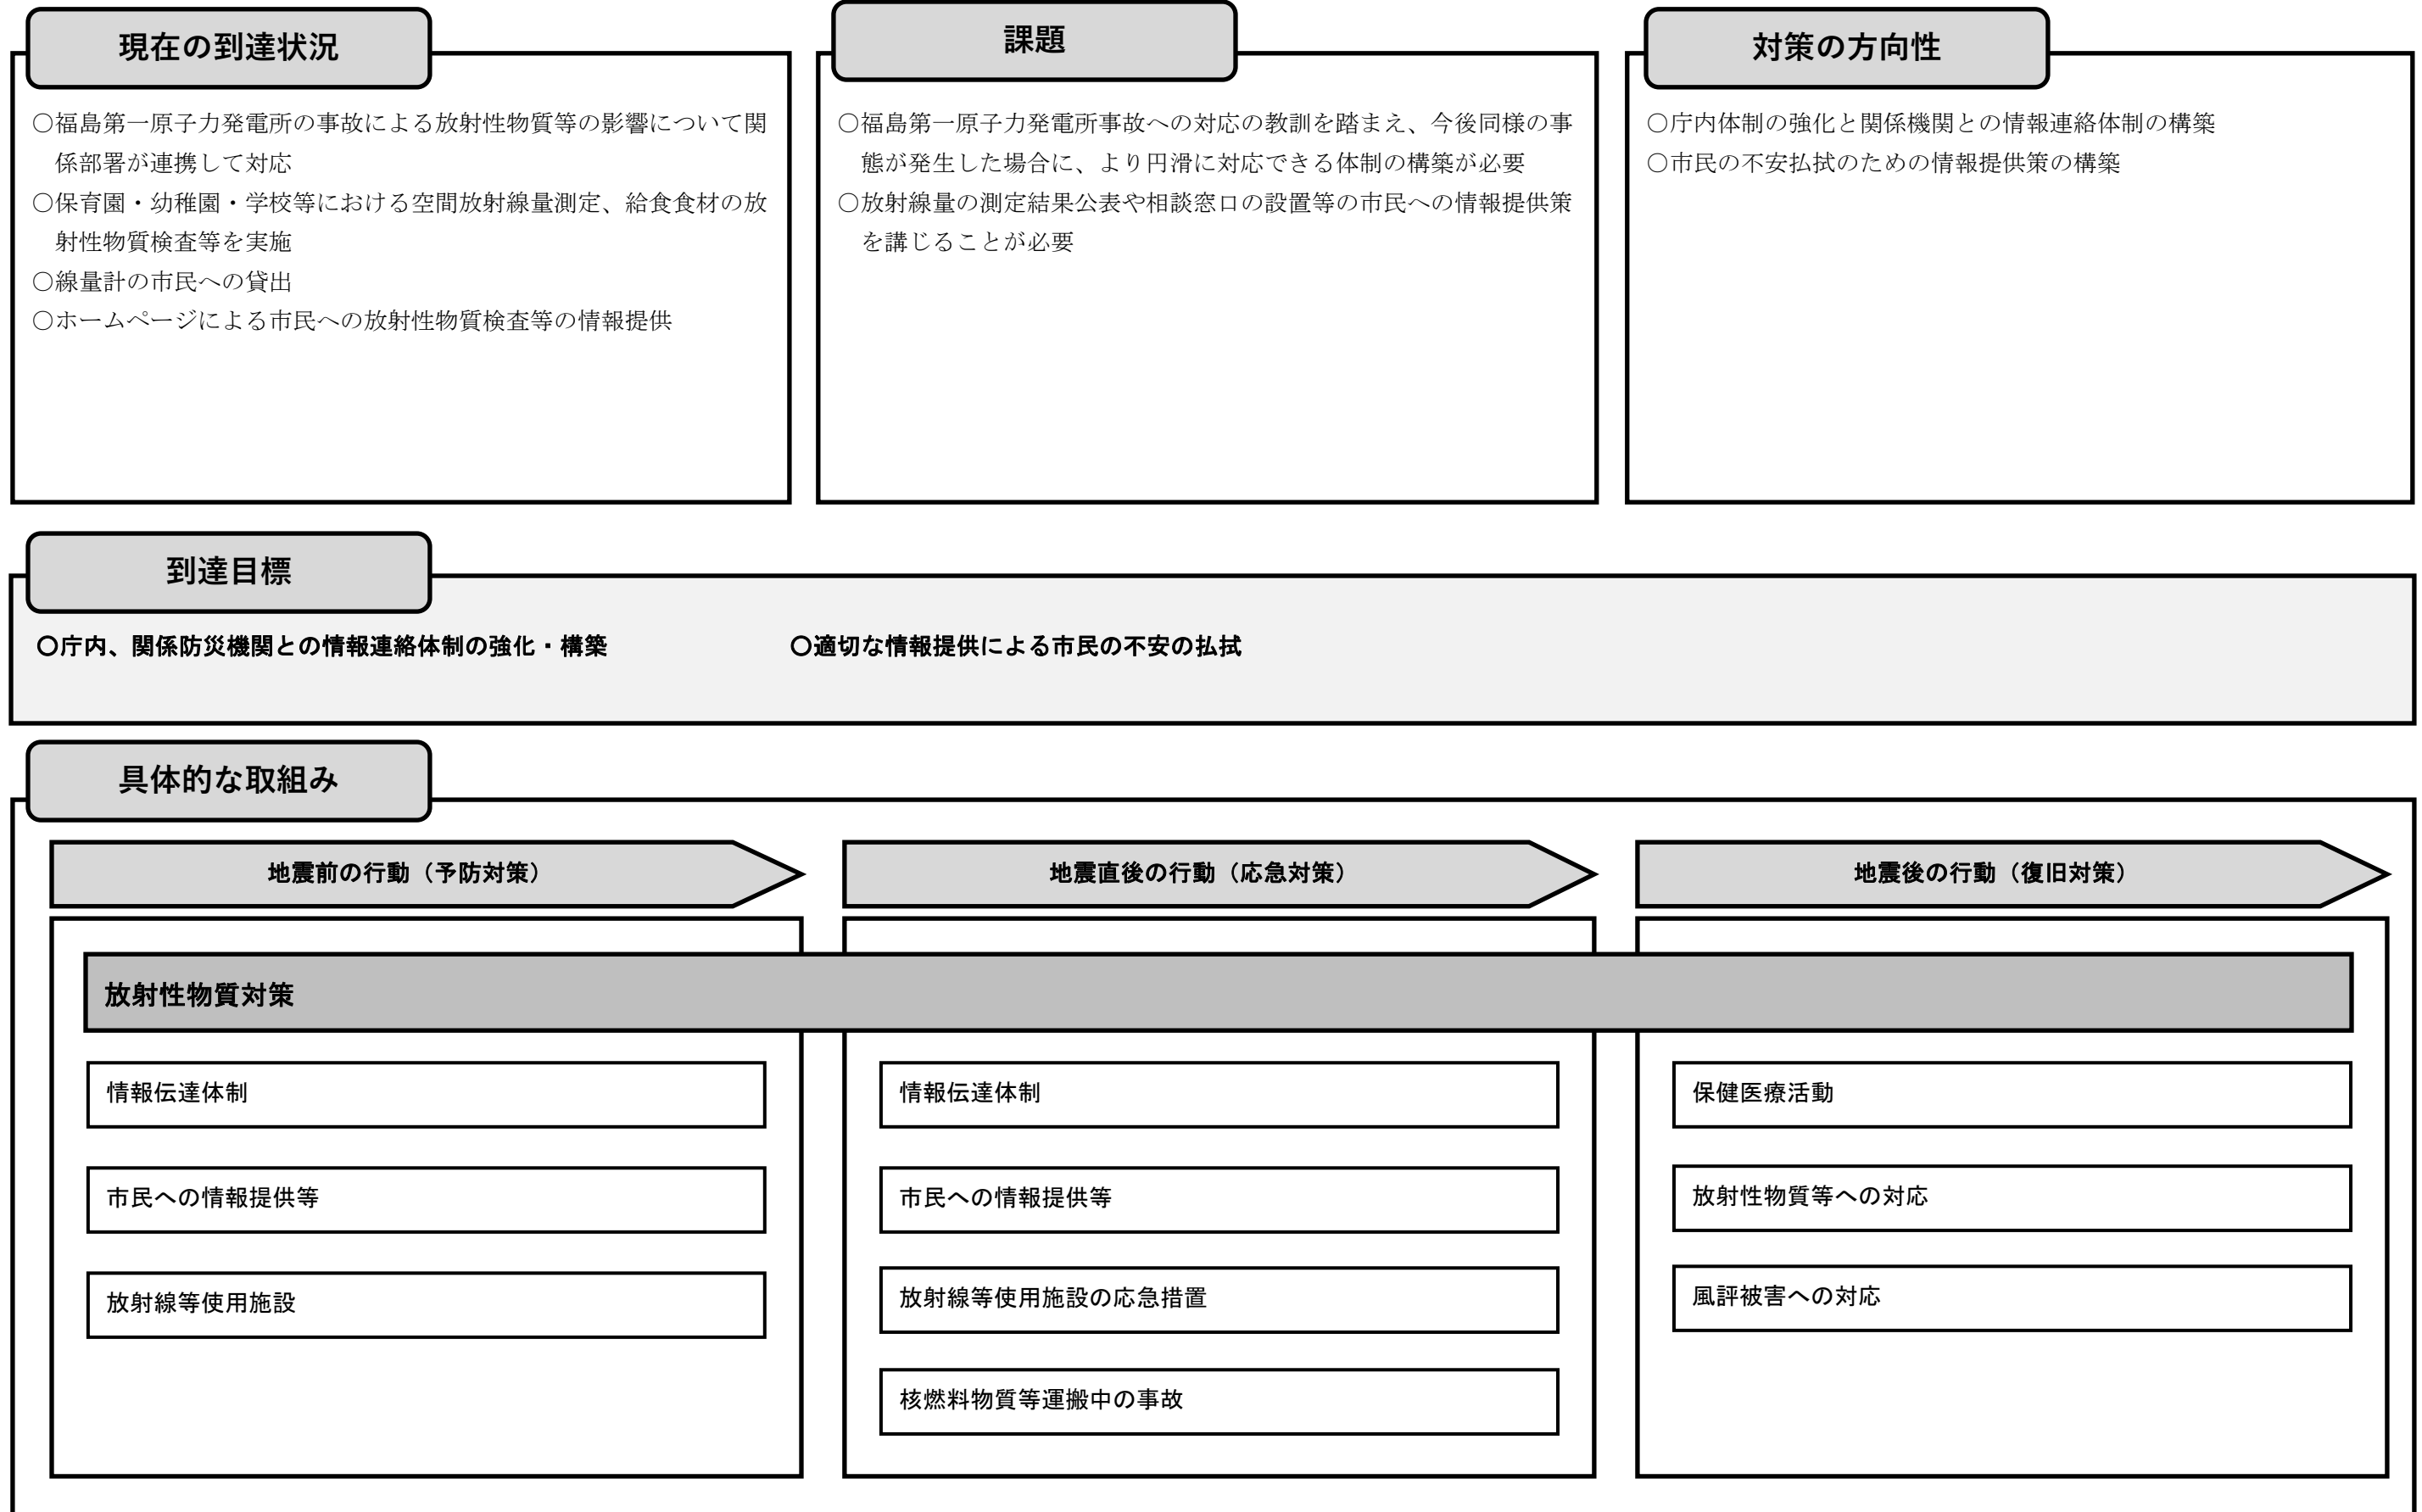 現在の到達状況
○福島第一原子力発電所の事故による放射性物質等の影響について関
係部署が連携して対応
○保育園・幼稚園・学校等における空間放射線量測定、給食食材の放
射性物質検査等を実施
○線量計の市民への貸出
○ホームページによる市民への放射性物質検査等の情報提供
課題
○福島第一原子力発電所事故への対応の教訓を踏まえ、今後同様の事
態が発生した場合に、より円滑に対応できる体制の構築が必要
○放射線量の測定結果公表や相談窓口の設置等の市民への情報提供策
を講じることが必要
対策の方向性
○庁内体制の強化と関係機関との情報連絡体制の構築
○市民の不安払拭のための情報提供策の構築
到達目標
○庁内、関係防災機関との情報連絡体制の強化・構築
○適切な情報提供による市民の不安の払拭
具体的な取組み
地震前の行動（予防対策）
地震直後の行動（応急対策）
地震後の行動（復旧対策）
放射性物質対策
情報伝達体制
市民への情報提供等
放射線等使用施設
情報伝達体制
市民への情報提供等
放射線等使用施設の応急措置
核燃料物質等運搬中の事故
保健医療活動
放射性物質等への対応
風評被害への対応